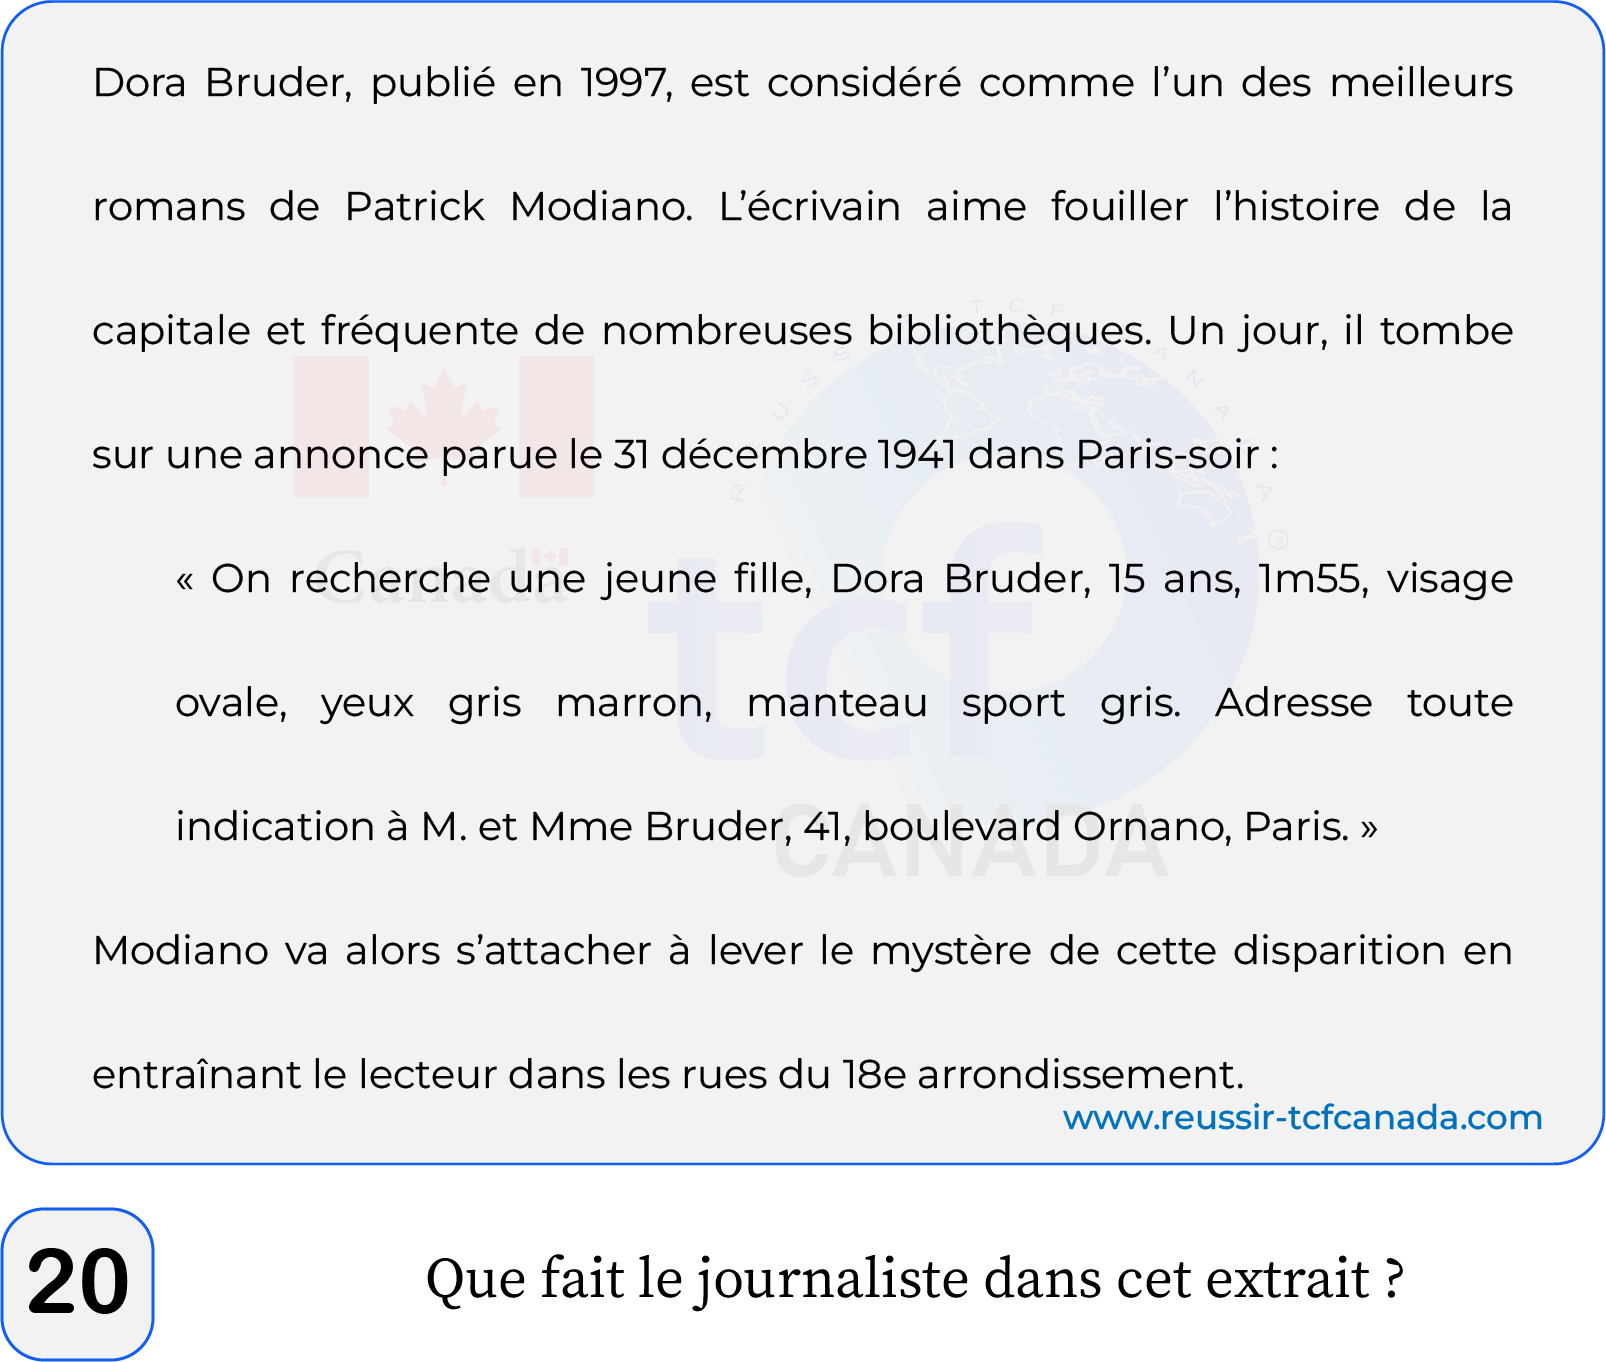 Dora Bruder, publié en 1997, est considéré comme l’un des meilleurs
romans de Patrick Modiano. L’écrivain aime fouiller l’histoire de la
capitale et fréquente de nombreuses bibliothèques. Un jour, il tombe
sur une annonce parue le 31 décembre 1941 dans Paris-soir :
« On recherche une jeune fille, Dora Bruder, 15 ans, 1m55, visage
ovale, yeux gris marron, manteau sport gris. Adresse toute
indication à M. et Mme Bruder, 41, boulevard Ornano, Paris. »
Modiano va alors s’attacher à lever le mystère de cette disparition en
entraînant le lecteur dans les rues du 18e arrondissement.
www.reussir-tcfcanada.com
Canada
tcf
CANADA
20
Que fait le journaliste dans cet extrait ?